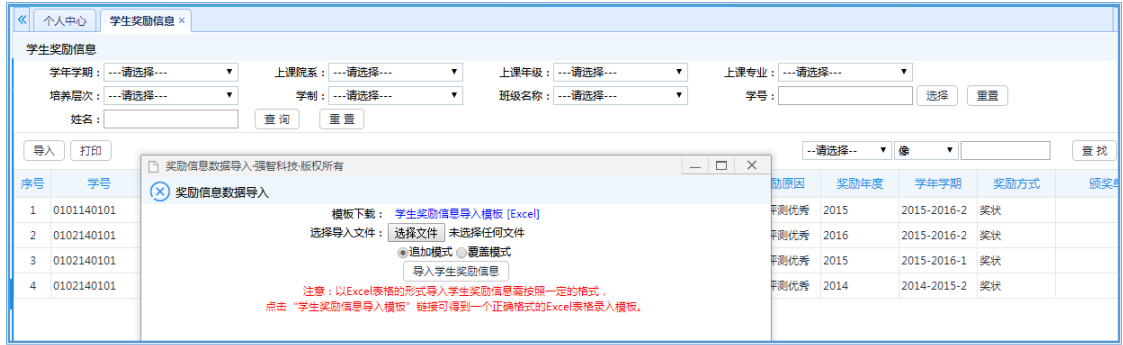 个人中心 学生奖励信息 ×
学生奖励信息
学年学期： ---请选择--- 上课院系： ---请选择--- 上课年级： ---请选择--- 上课专业： ---请选择---
培养层次： ---请选择--- 学制： ---请选择--- 班级名称： ---请选择--- 学号： 选择 重置
姓名： 查询 重置
导入 打印 --请选择-- 像 查找
奖励信息数据导入-强智科技-版权所有
奖励信息数据导入
模板下载： 学生奖励信息导入模板 [Excel]
选择导入文件： 选择文件 未选择任何文件
追加模式 覆盖模式
导入学生奖励信息
注意：以Excel表格的形式导入学生奖励信息需按照一定的格式，
点击“学生奖励信息导入模板”链接可得到一个正确格式的Excel表格录入模板。
序号 学号 励原因 奖励年度 学年学期 奖励方式 颁奖
1 0101140101 评测优秀 2015 2015-2016-2 奖状
2 0102140101 评测优秀 2016 2015-2016-2 奖状
3 0102140101 评测优秀 2015 2015-2016-1 奖状
4 0102140101 评测优秀 2014 2014-2015-2 奖状